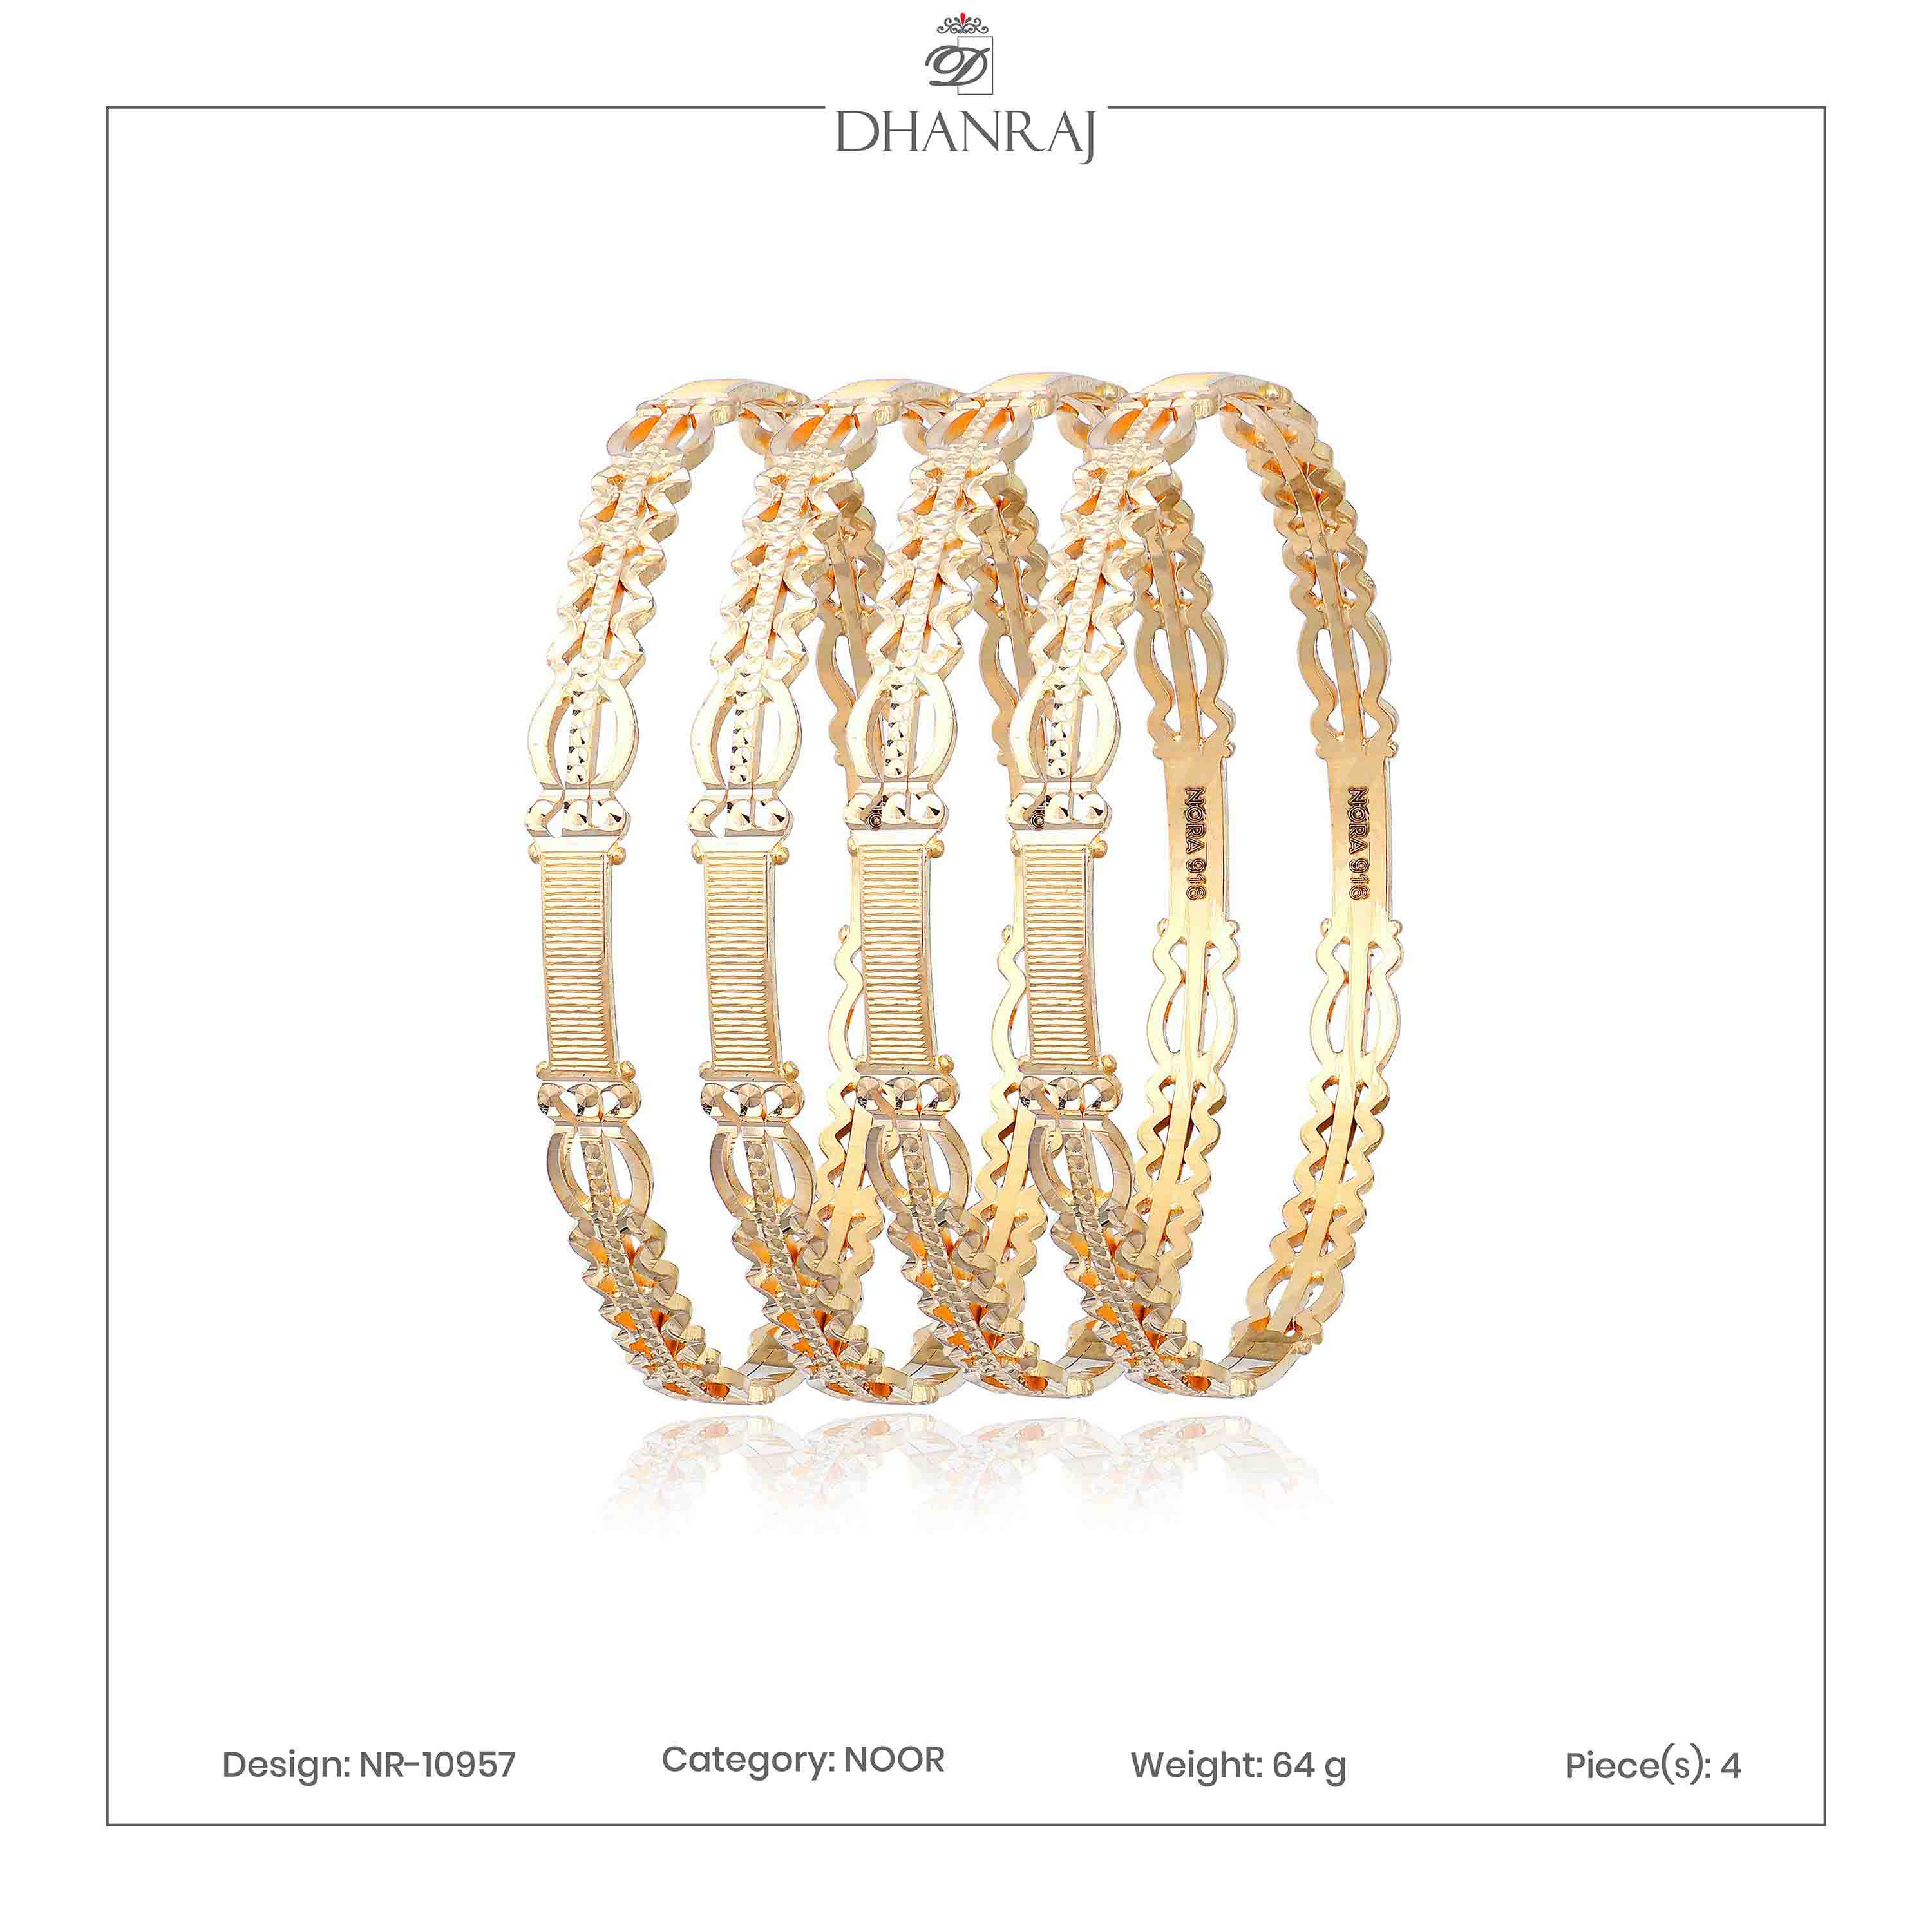 D
DHANRAJ
NORA 916
NORA 916
Design: NR-10957
Category: NOOR
Weight: 64 g
Piece(s): 4